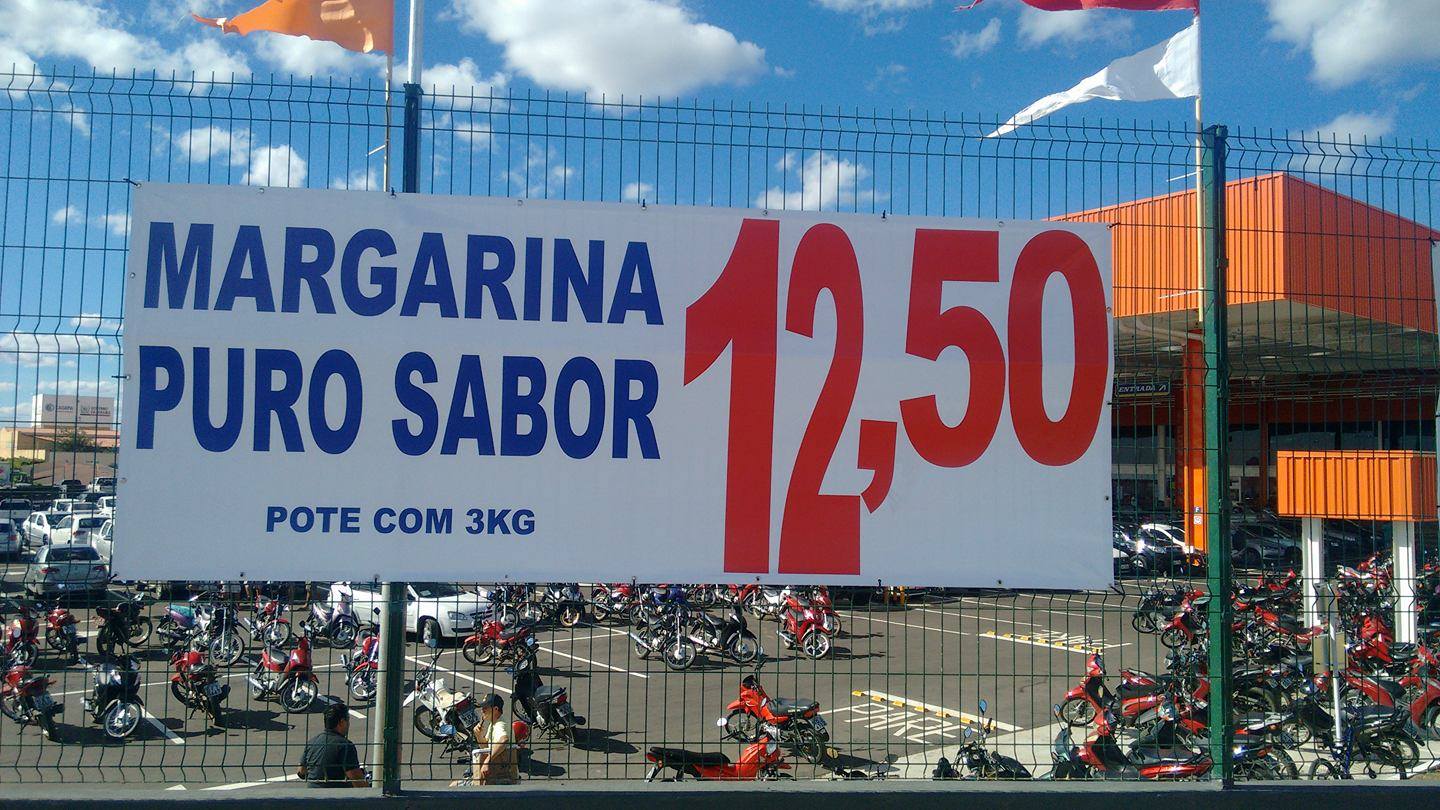 MARGARINA
PURO SABOR
12,50
POTE COM 3KG
ENTRADA